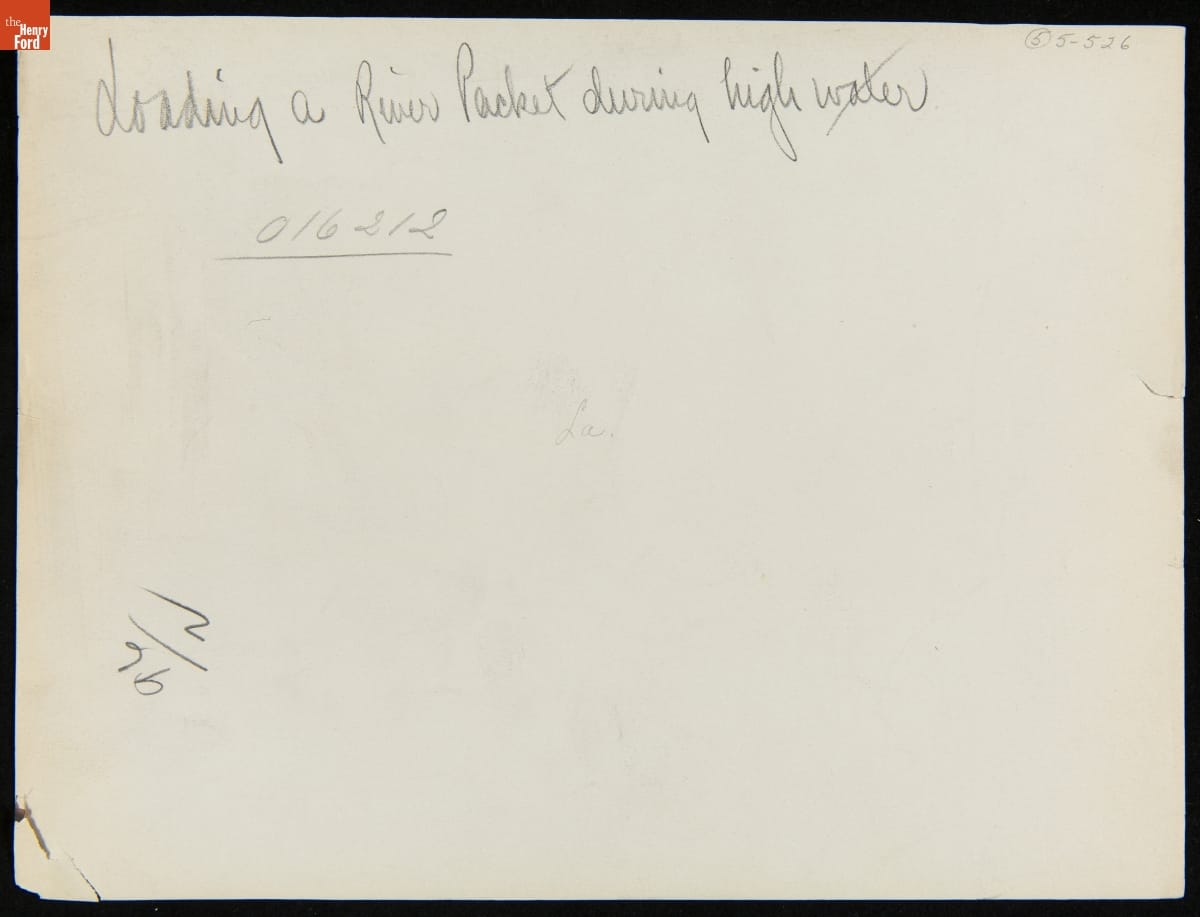 the
Henry
Ford
⑤5-526
Loading a River Packet during high water
016212
La.